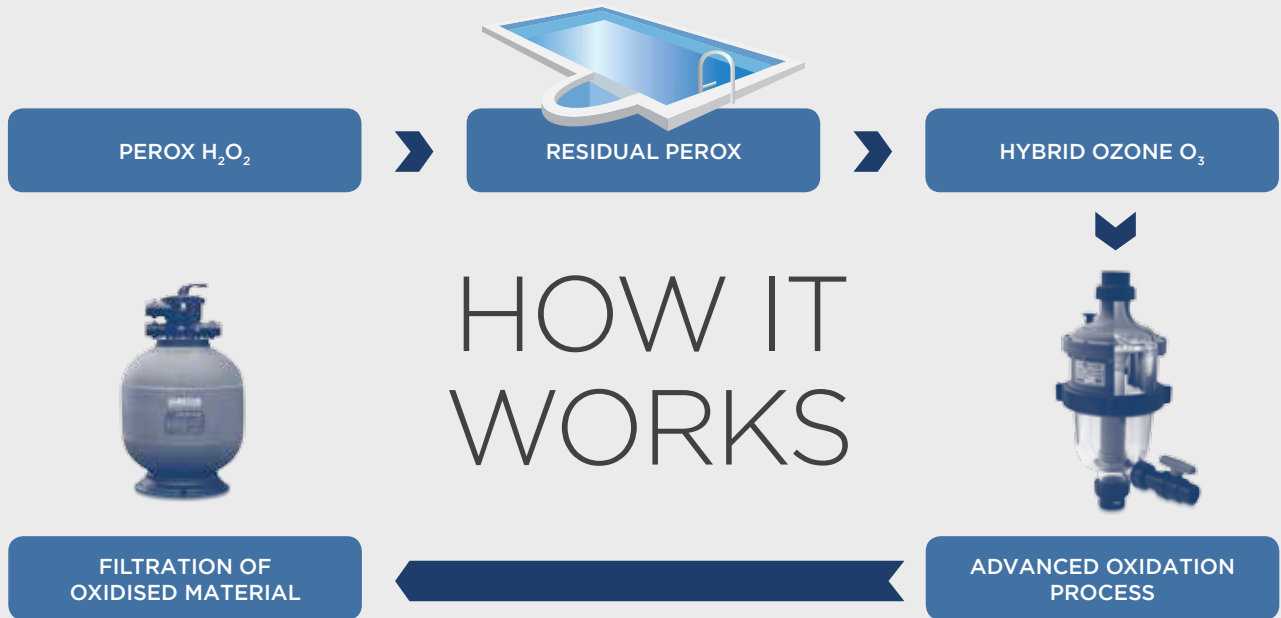 PEROX H₂O₂
RESIDUAL PEROX
HYBRID OZONE O₃
HOW IT
WORKS
FILTRATION OF
OXIDISED MATERIAL
ADVANCED OXIDATION
PROCESS